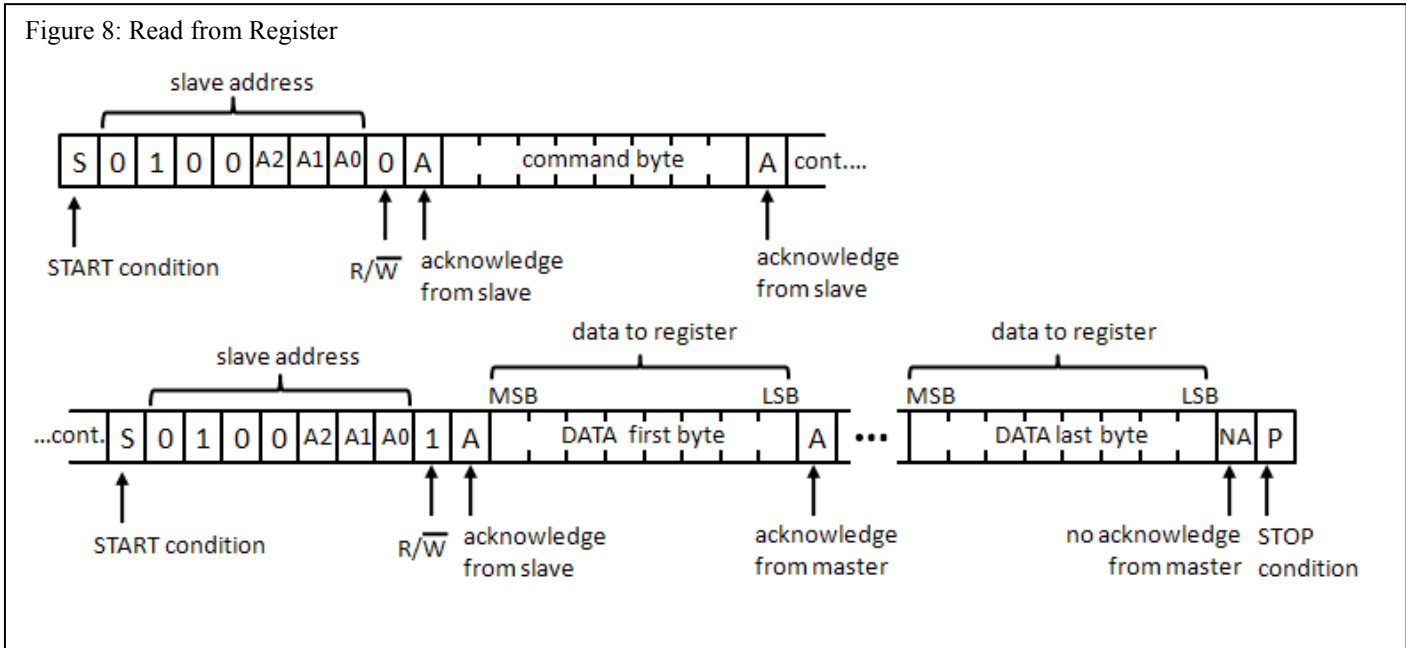 Figure 8: Read from Register
slave address
S 0 1 0 0 A2 A1 A0 0 A command byte A cont....
START condition
R/W̅
acknowledge
from slave
acknowledge
from slave
data to register
data to register
slave address
MSB LSB MSB LSB
...cont. S 0 1 0 0 A2 A1 A0 1 A DATA first byte A ••• DATA last byte NA P
START condition
R/W̅
acknowledge
from slave
acknowledge
from master
no acknowledge
from master
STOP
condition